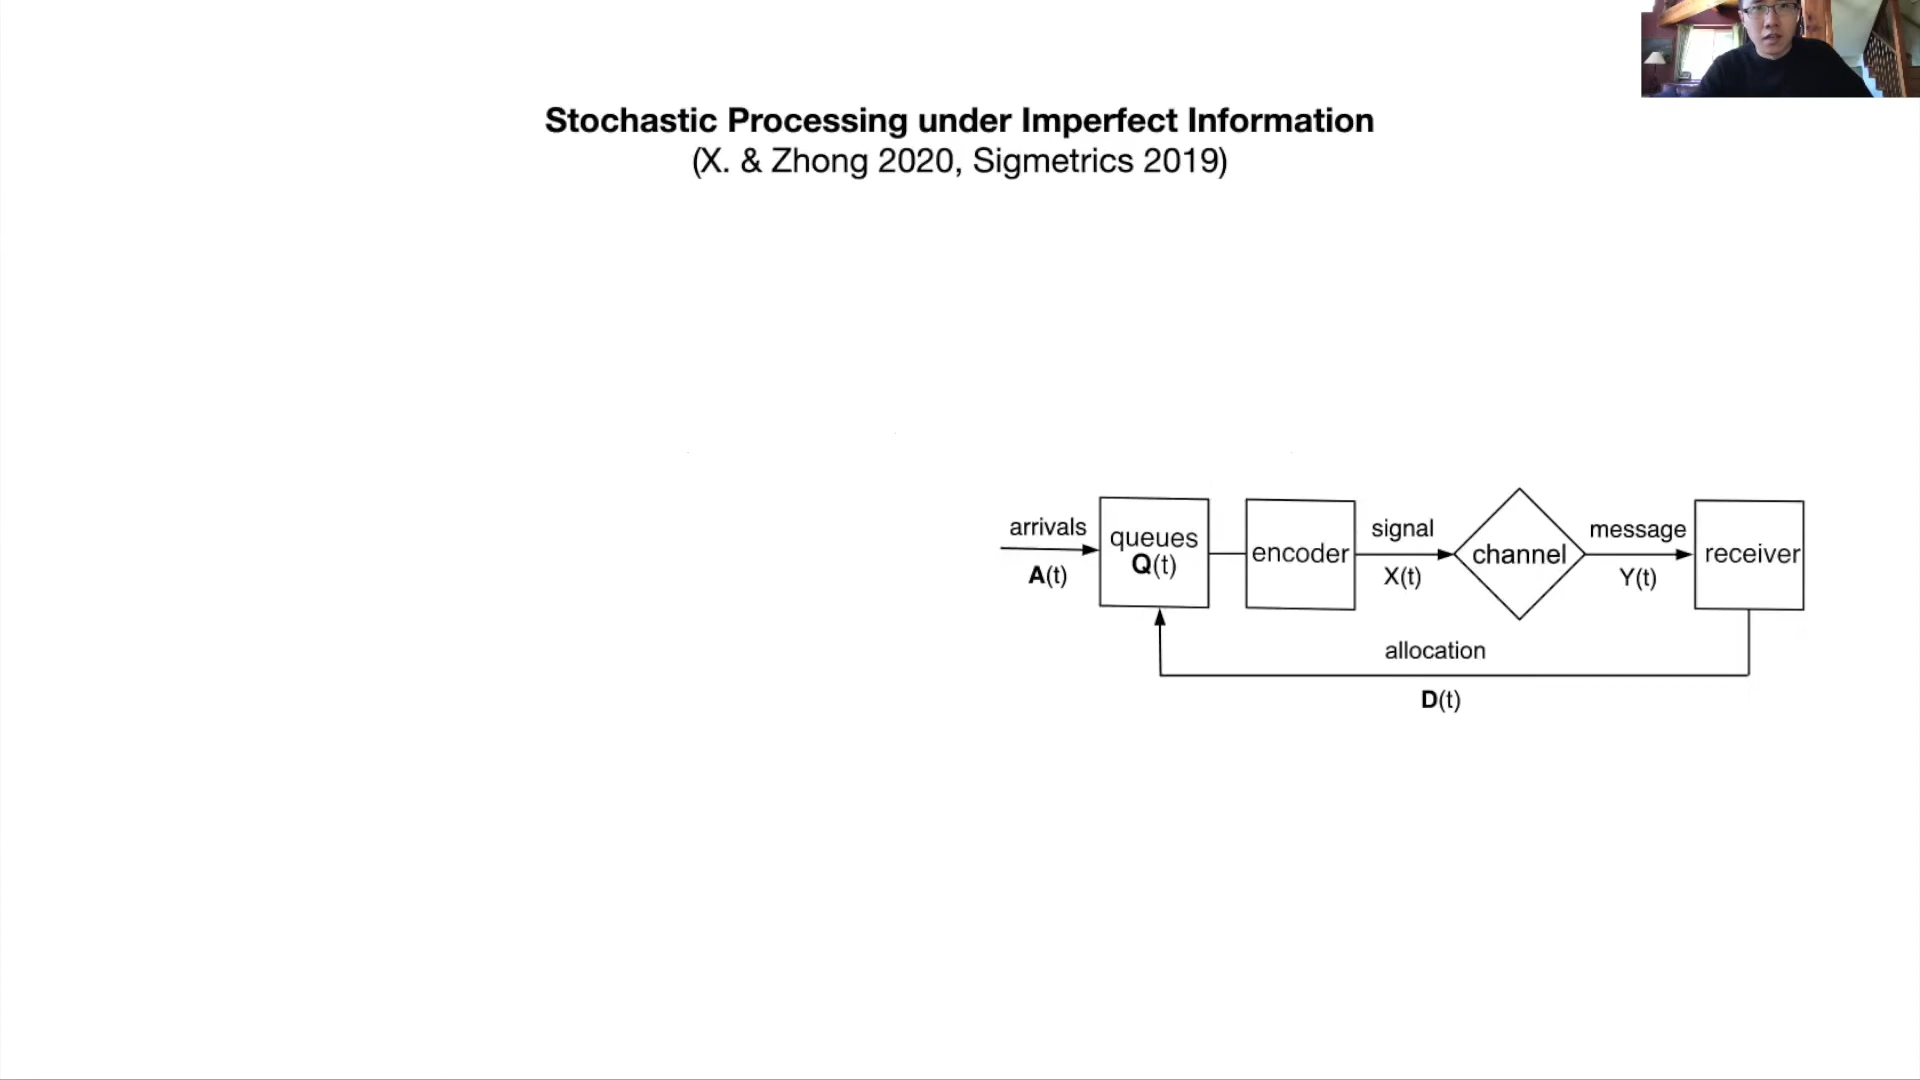 Stochastic Processing under Imperfect Information
(X. & Zhong 2020, Sigmetrics 2019)
arrivals
A(t)
queues
Q(t)
encoder
signal
X(t)
channel
message
Y(t)
receiver
allocation
D(t)